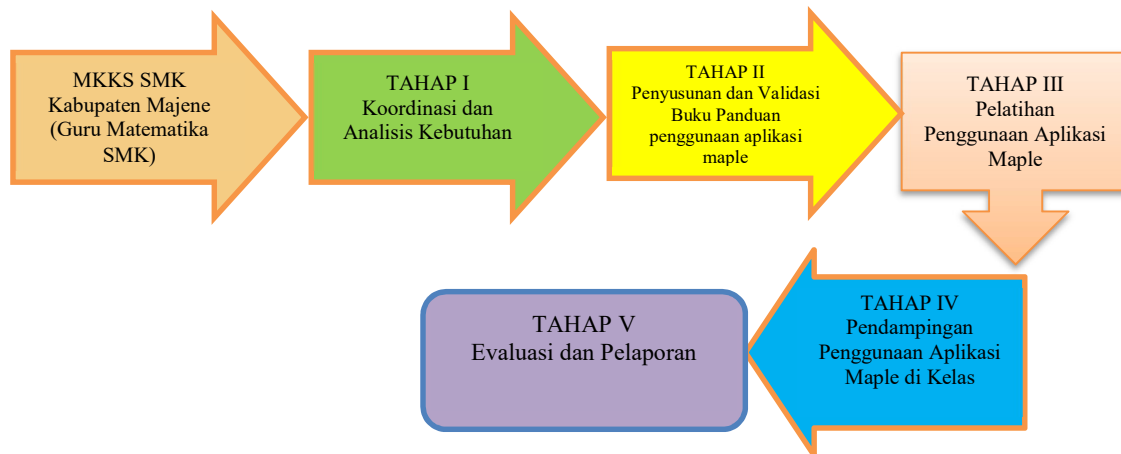 MKKS SMK
Kabupaten Majene
(Guru Matematika
SMK)
TAHAP I
Koordinasi dan
Analisis Kebutuhan
TAHAP II
Penyusunan dan Validasi
Buku Panduan
penggunaan aplikasi
maple
TAHAP III
Pelatihan
Penggunaan Aplikasi
Maple
TAHAP IV
Pendampingan
Penggunaan Aplikasi
Maple di Kelas
TAHAP V
Evaluasi dan Pelaporan